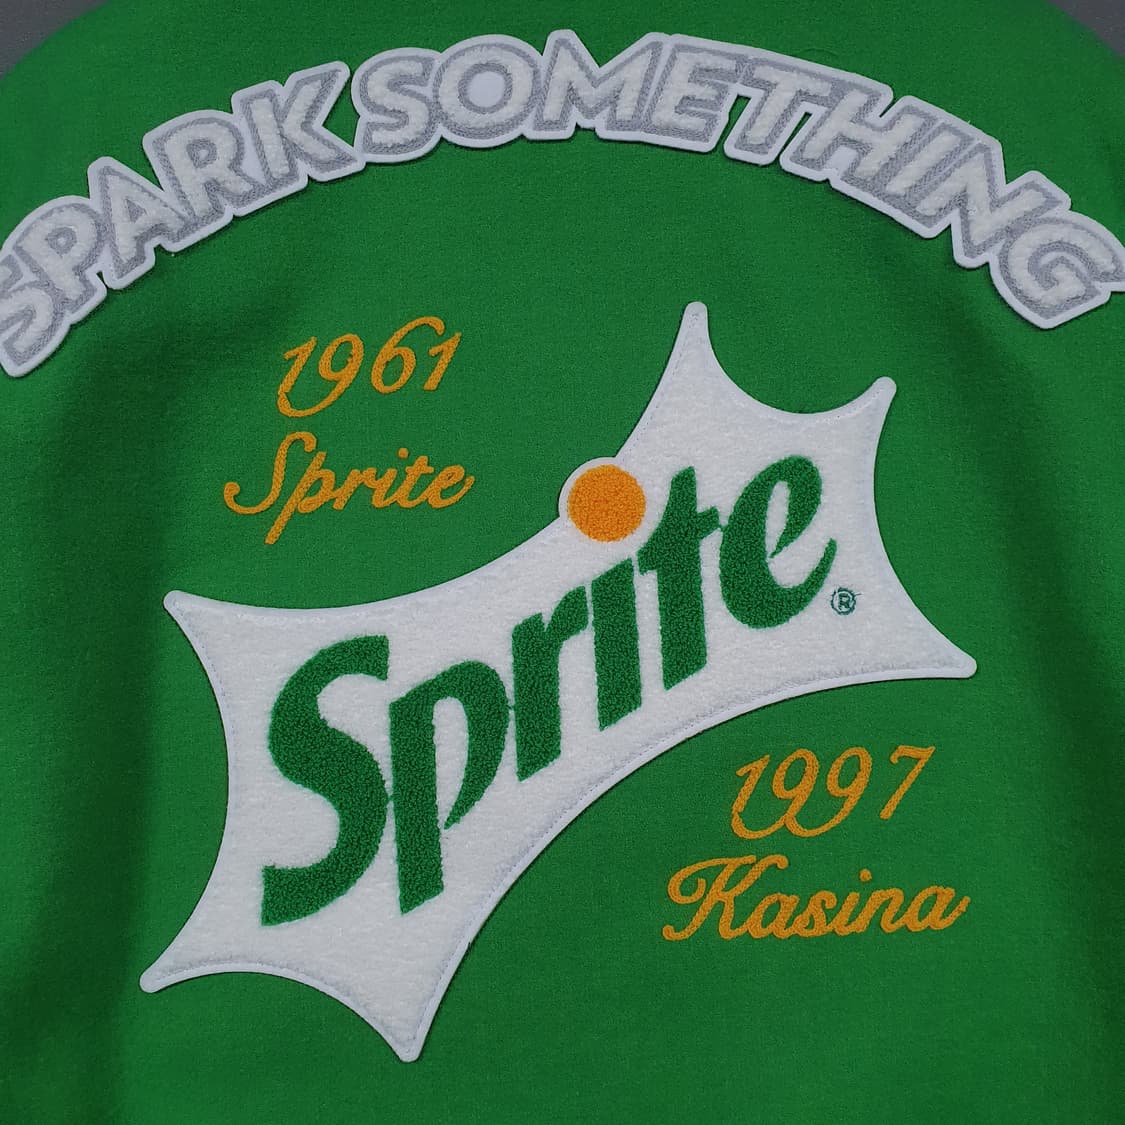 SPARK SOMETHING
1961
Sprite
Sprite®
1997
Kasina